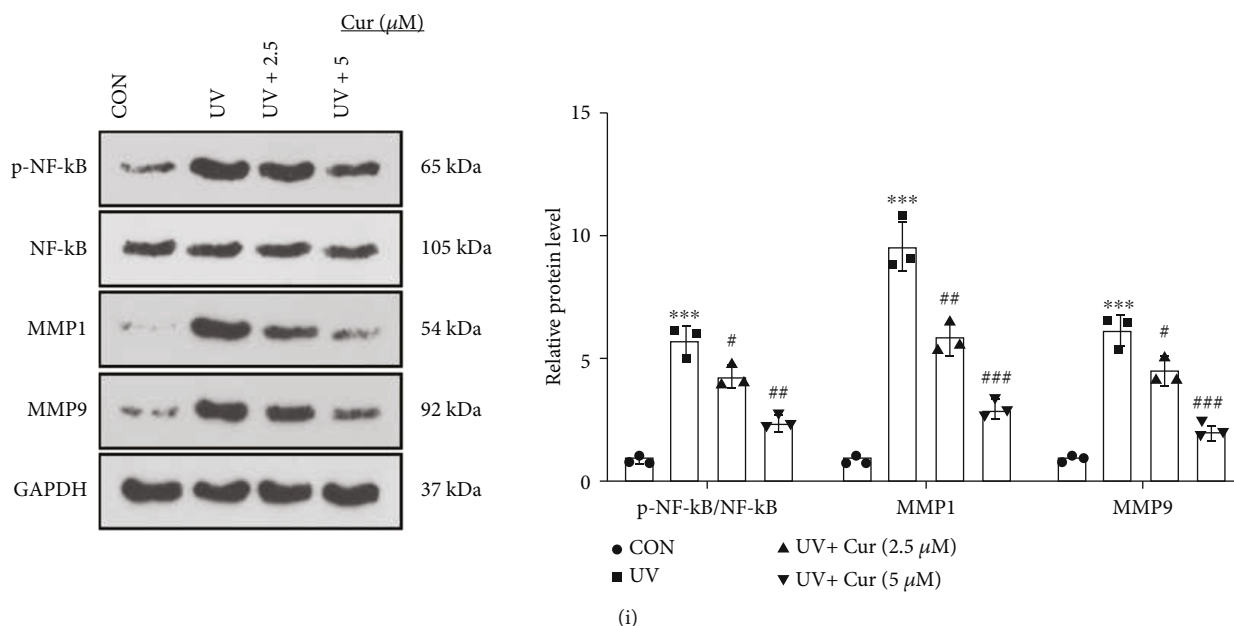 Cur (μM)
CON
UV
UV + 2.5
UV + 5
p-NF-kB
65 kDa
NF-kB
105 kDa
MMP1
54 kDa
MMP9
92 kDa
GAPDH
37 kDa
Relative protein level
15
10
5
0
***
#
##
***
##
###
***
#
###
p-NF-kB/NF-kB
MMP1
MMP9
CON
UV
UV+ Cur (2.5 μM)
UV+ Cur (5 μM)
(i)